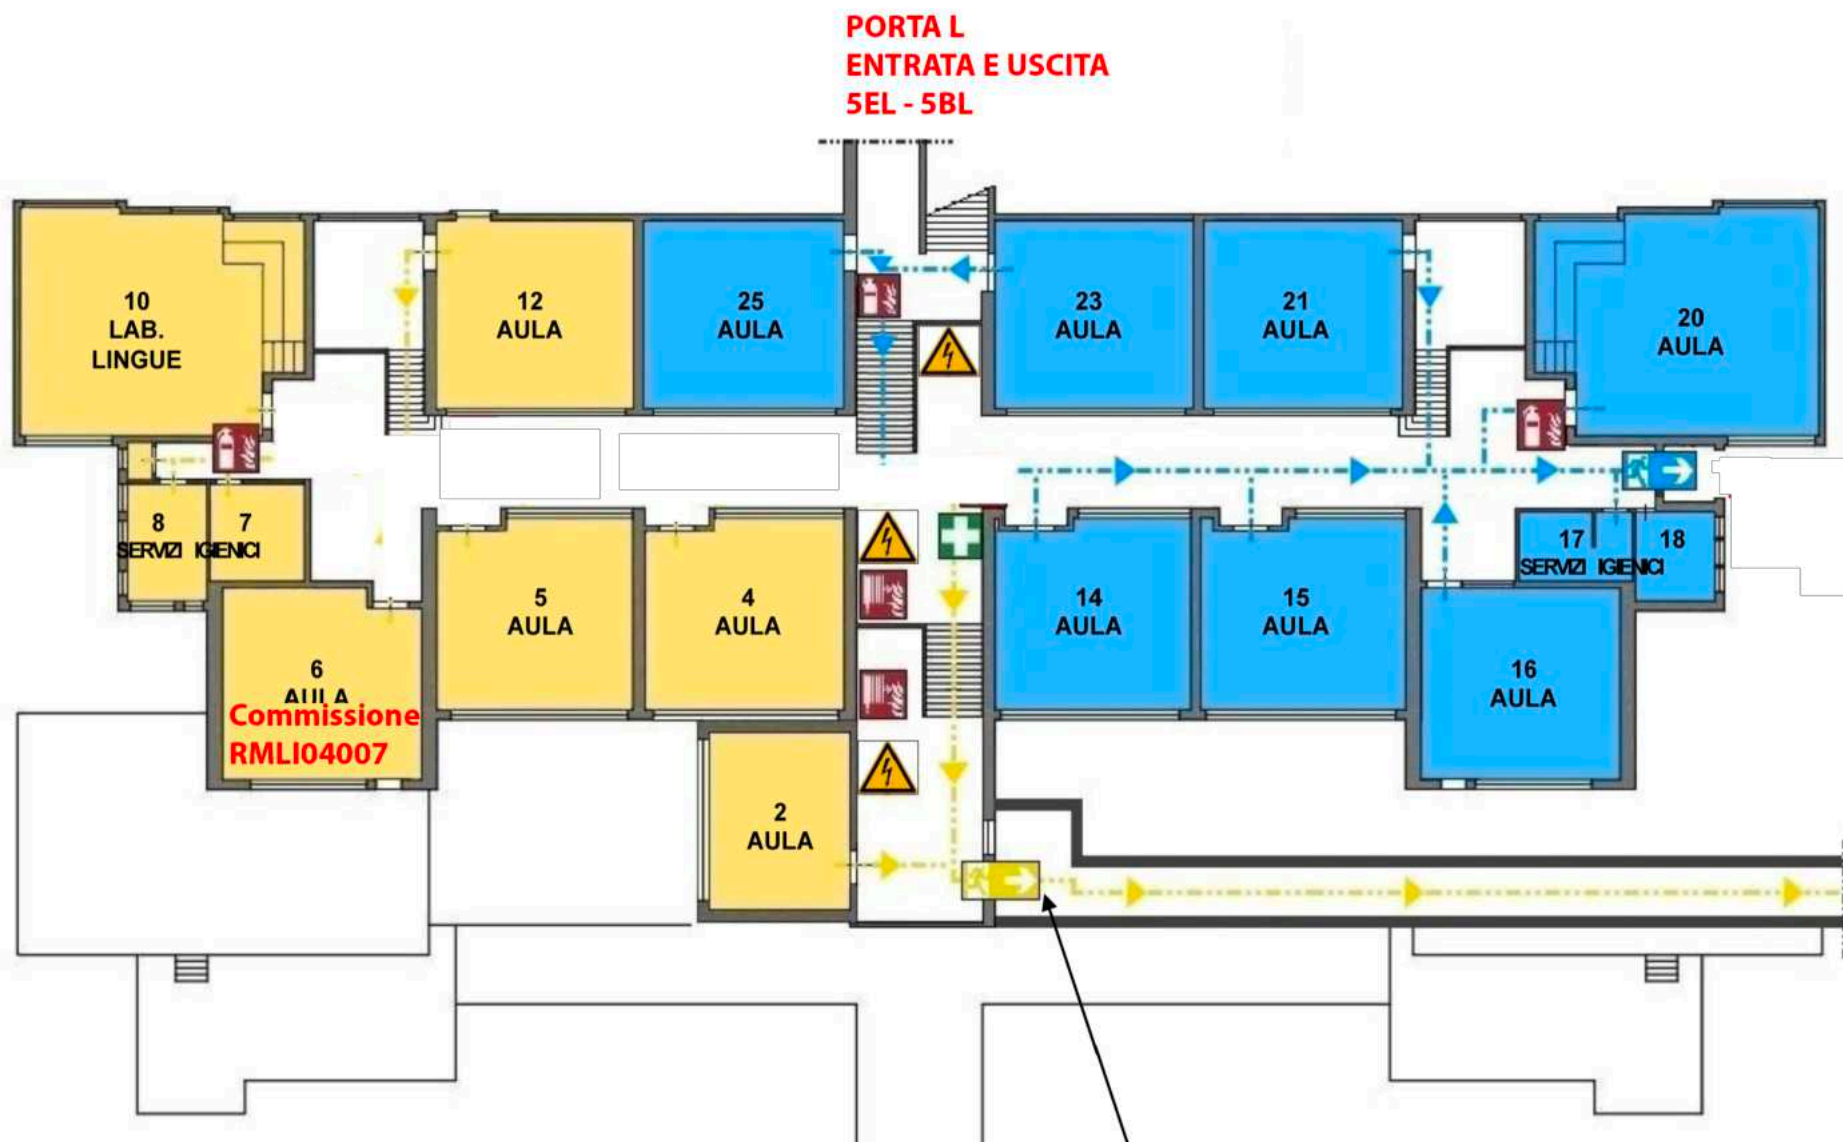 PORTA L
ENTRATA E USCITA
5EL - 5BL
10
LAB.
LINGUE
12
AULA
25
AULA
23
AULA
21
AULA
20
AULA
8
7
SERVIZI IGIENICI
5
AULA
4
AULA
14
AULA
15
AULA
17
18
SERVIZI IGIENICI
6
AULA
Commissione
RMLI04007
16
AULA
2
AULA